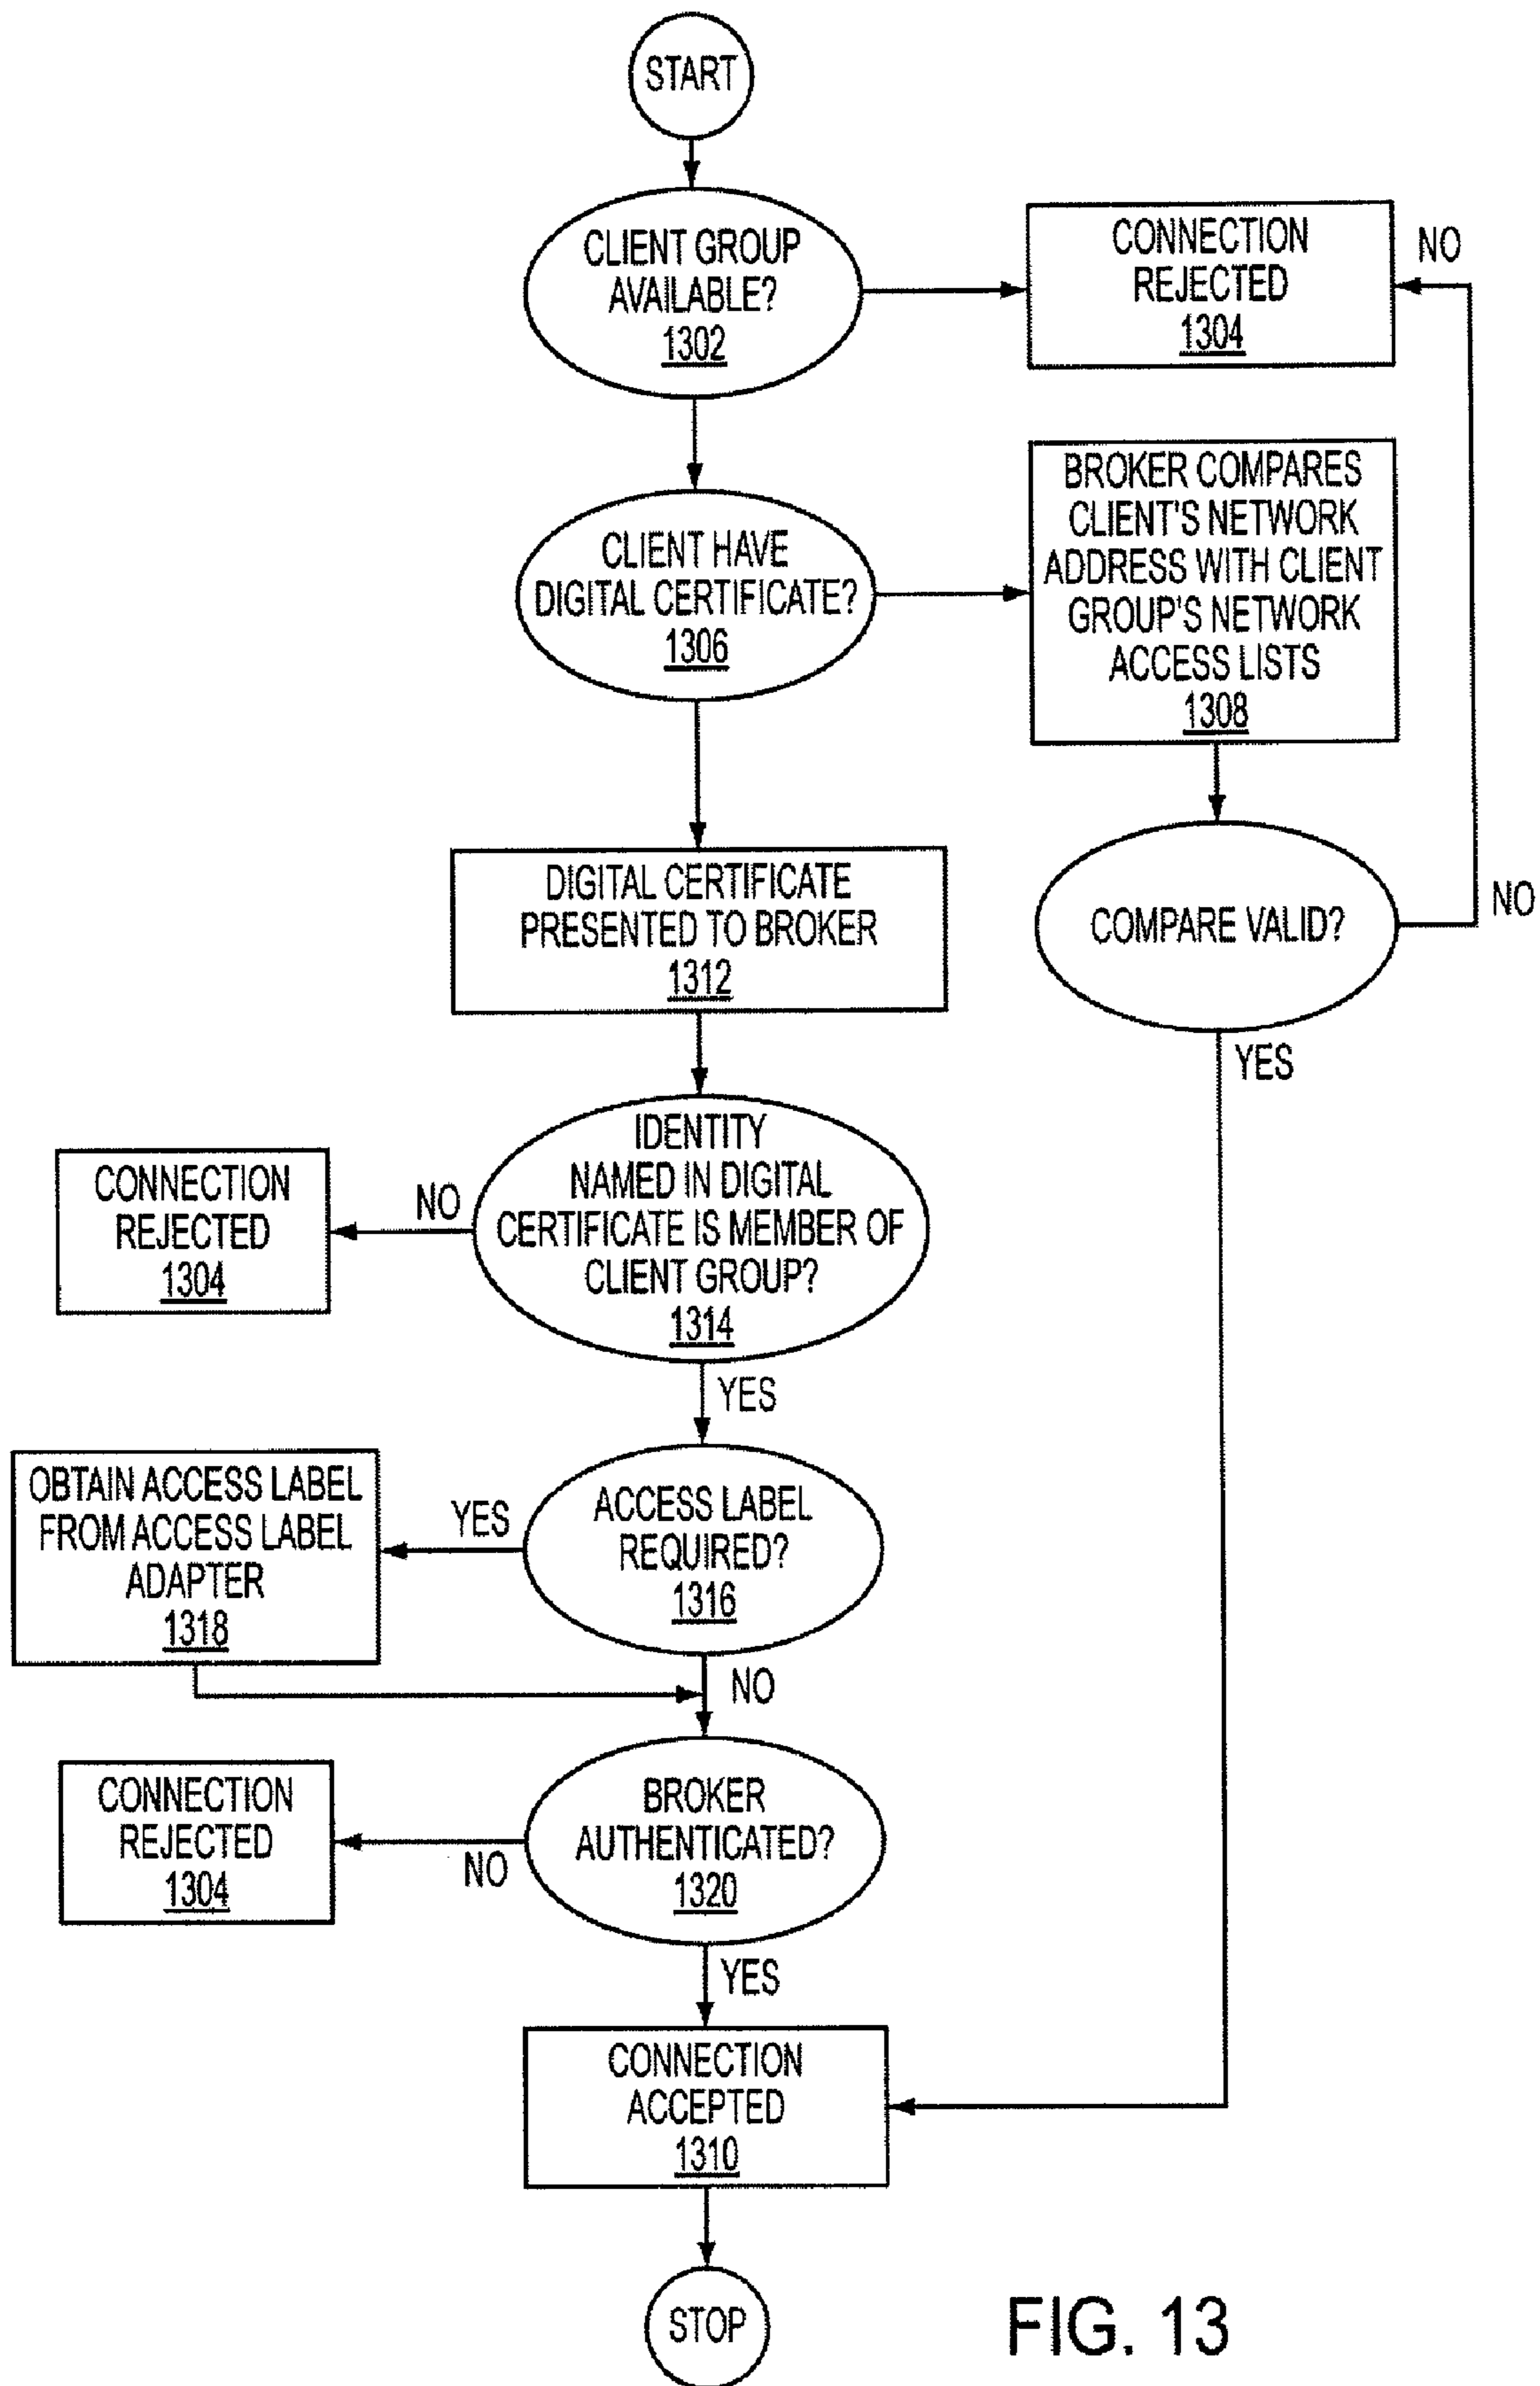 START
CLIENT GROUP
AVAILABLE?
1302
CONNECTION
REJECTED
1304
NO
CLIENT HAVE
DIGITAL CERTIFICATE?
1306
BROKER COMPARES
CLIENT'S NETWORK
ADDRESS WITH CLIENT
GROUP'S NETWORK
ACCESS LISTS
1308
DIGITAL CERTIFICATE
PRESENTED TO BROKER
1312
COMPARE VALID?
NO
YES
IDENTITY
NAMED IN DIGITAL
CERTIFICATE IS MEMBER OF
CLIENT GROUP?
1314
NO
CONNECTION
REJECTED
1304
YES
ACCESS LABEL
REQUIRED?
1316
YES
OBTAIN ACCESS LABEL
FROM ACCESS LABEL
ADAPTER
1318
NO
BROKER
AUTHENTICATED?
1320
NO
CONNECTION
REJECTED
1304
YES
CONNECTION
ACCEPTED
1310
STOP
FIG. 13